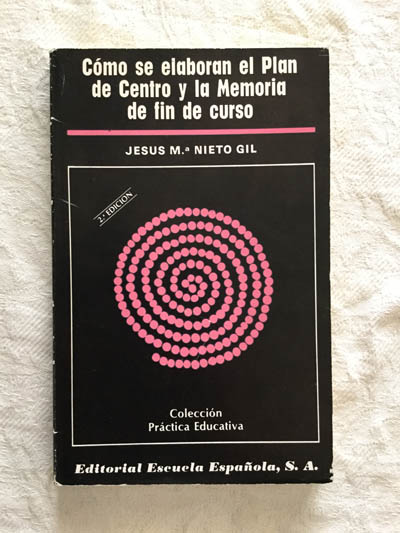 Cómo se elaboran el Plan
de Centro y la Memoria
de fin de curso
JESUS M.ª NIETO GIL
2.ª EDICION
Colección
Práctica Educativa
Editorial Escuela Española, S. A.